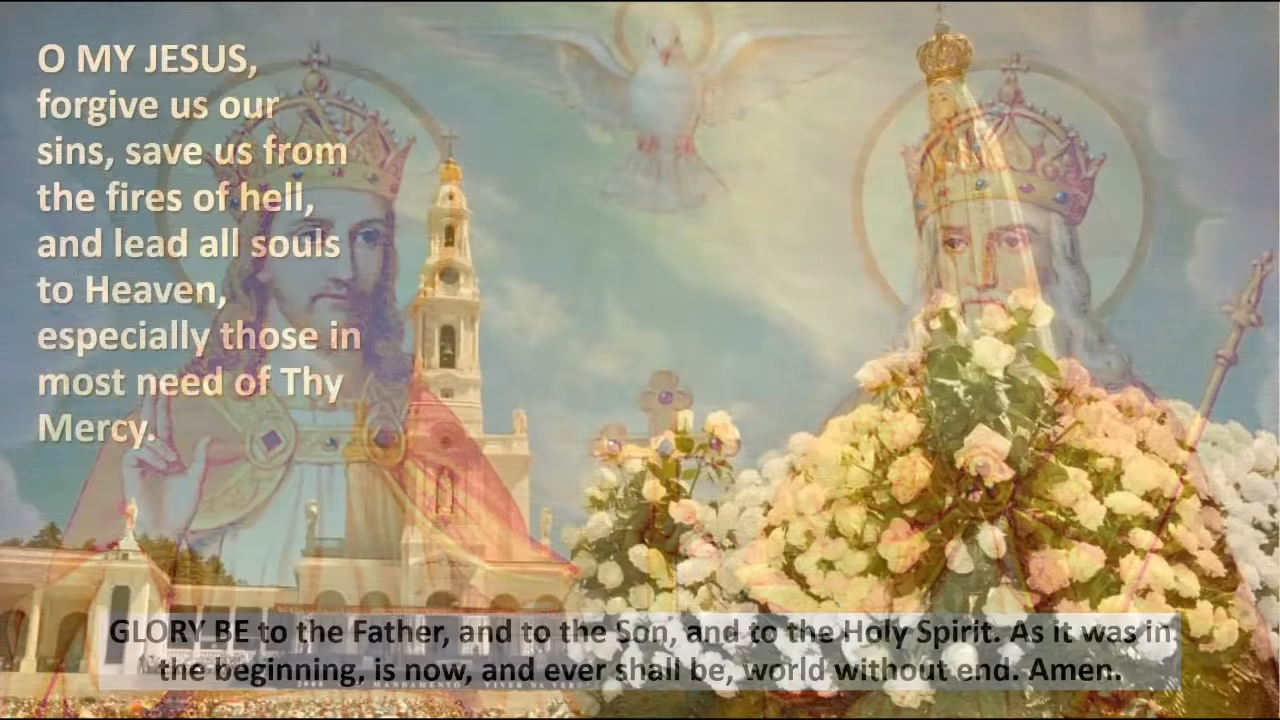 O MY JESUS,
forgive us our
sins, save us from
the fires of hell,
and lead all souls
to Heaven,
especially those in
most need of Thy
Mercy.
GLORY BE to the Father, and to the Son, and to the Holy Spirit. As it was in
the beginning, is now, and ever shall be, world without end. Amen.
MANDAMENTO VIVER NA